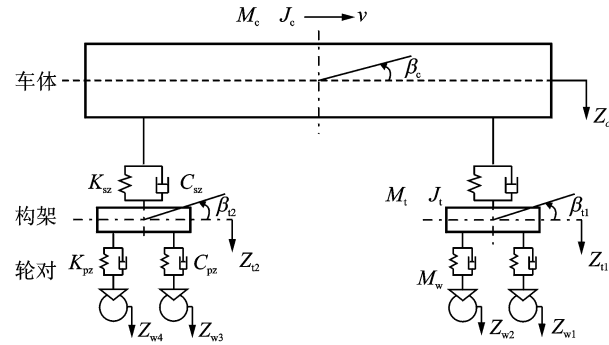 M_c J_c v
车体 β_c
Z_c
K_sz C_sz
构架 β_t2 M_t J_t β_t1
Z_t2 Z_t1
轮对 K_pz C_pz M_w
Z_w4 Z_w3 Z_w2 Z_w1